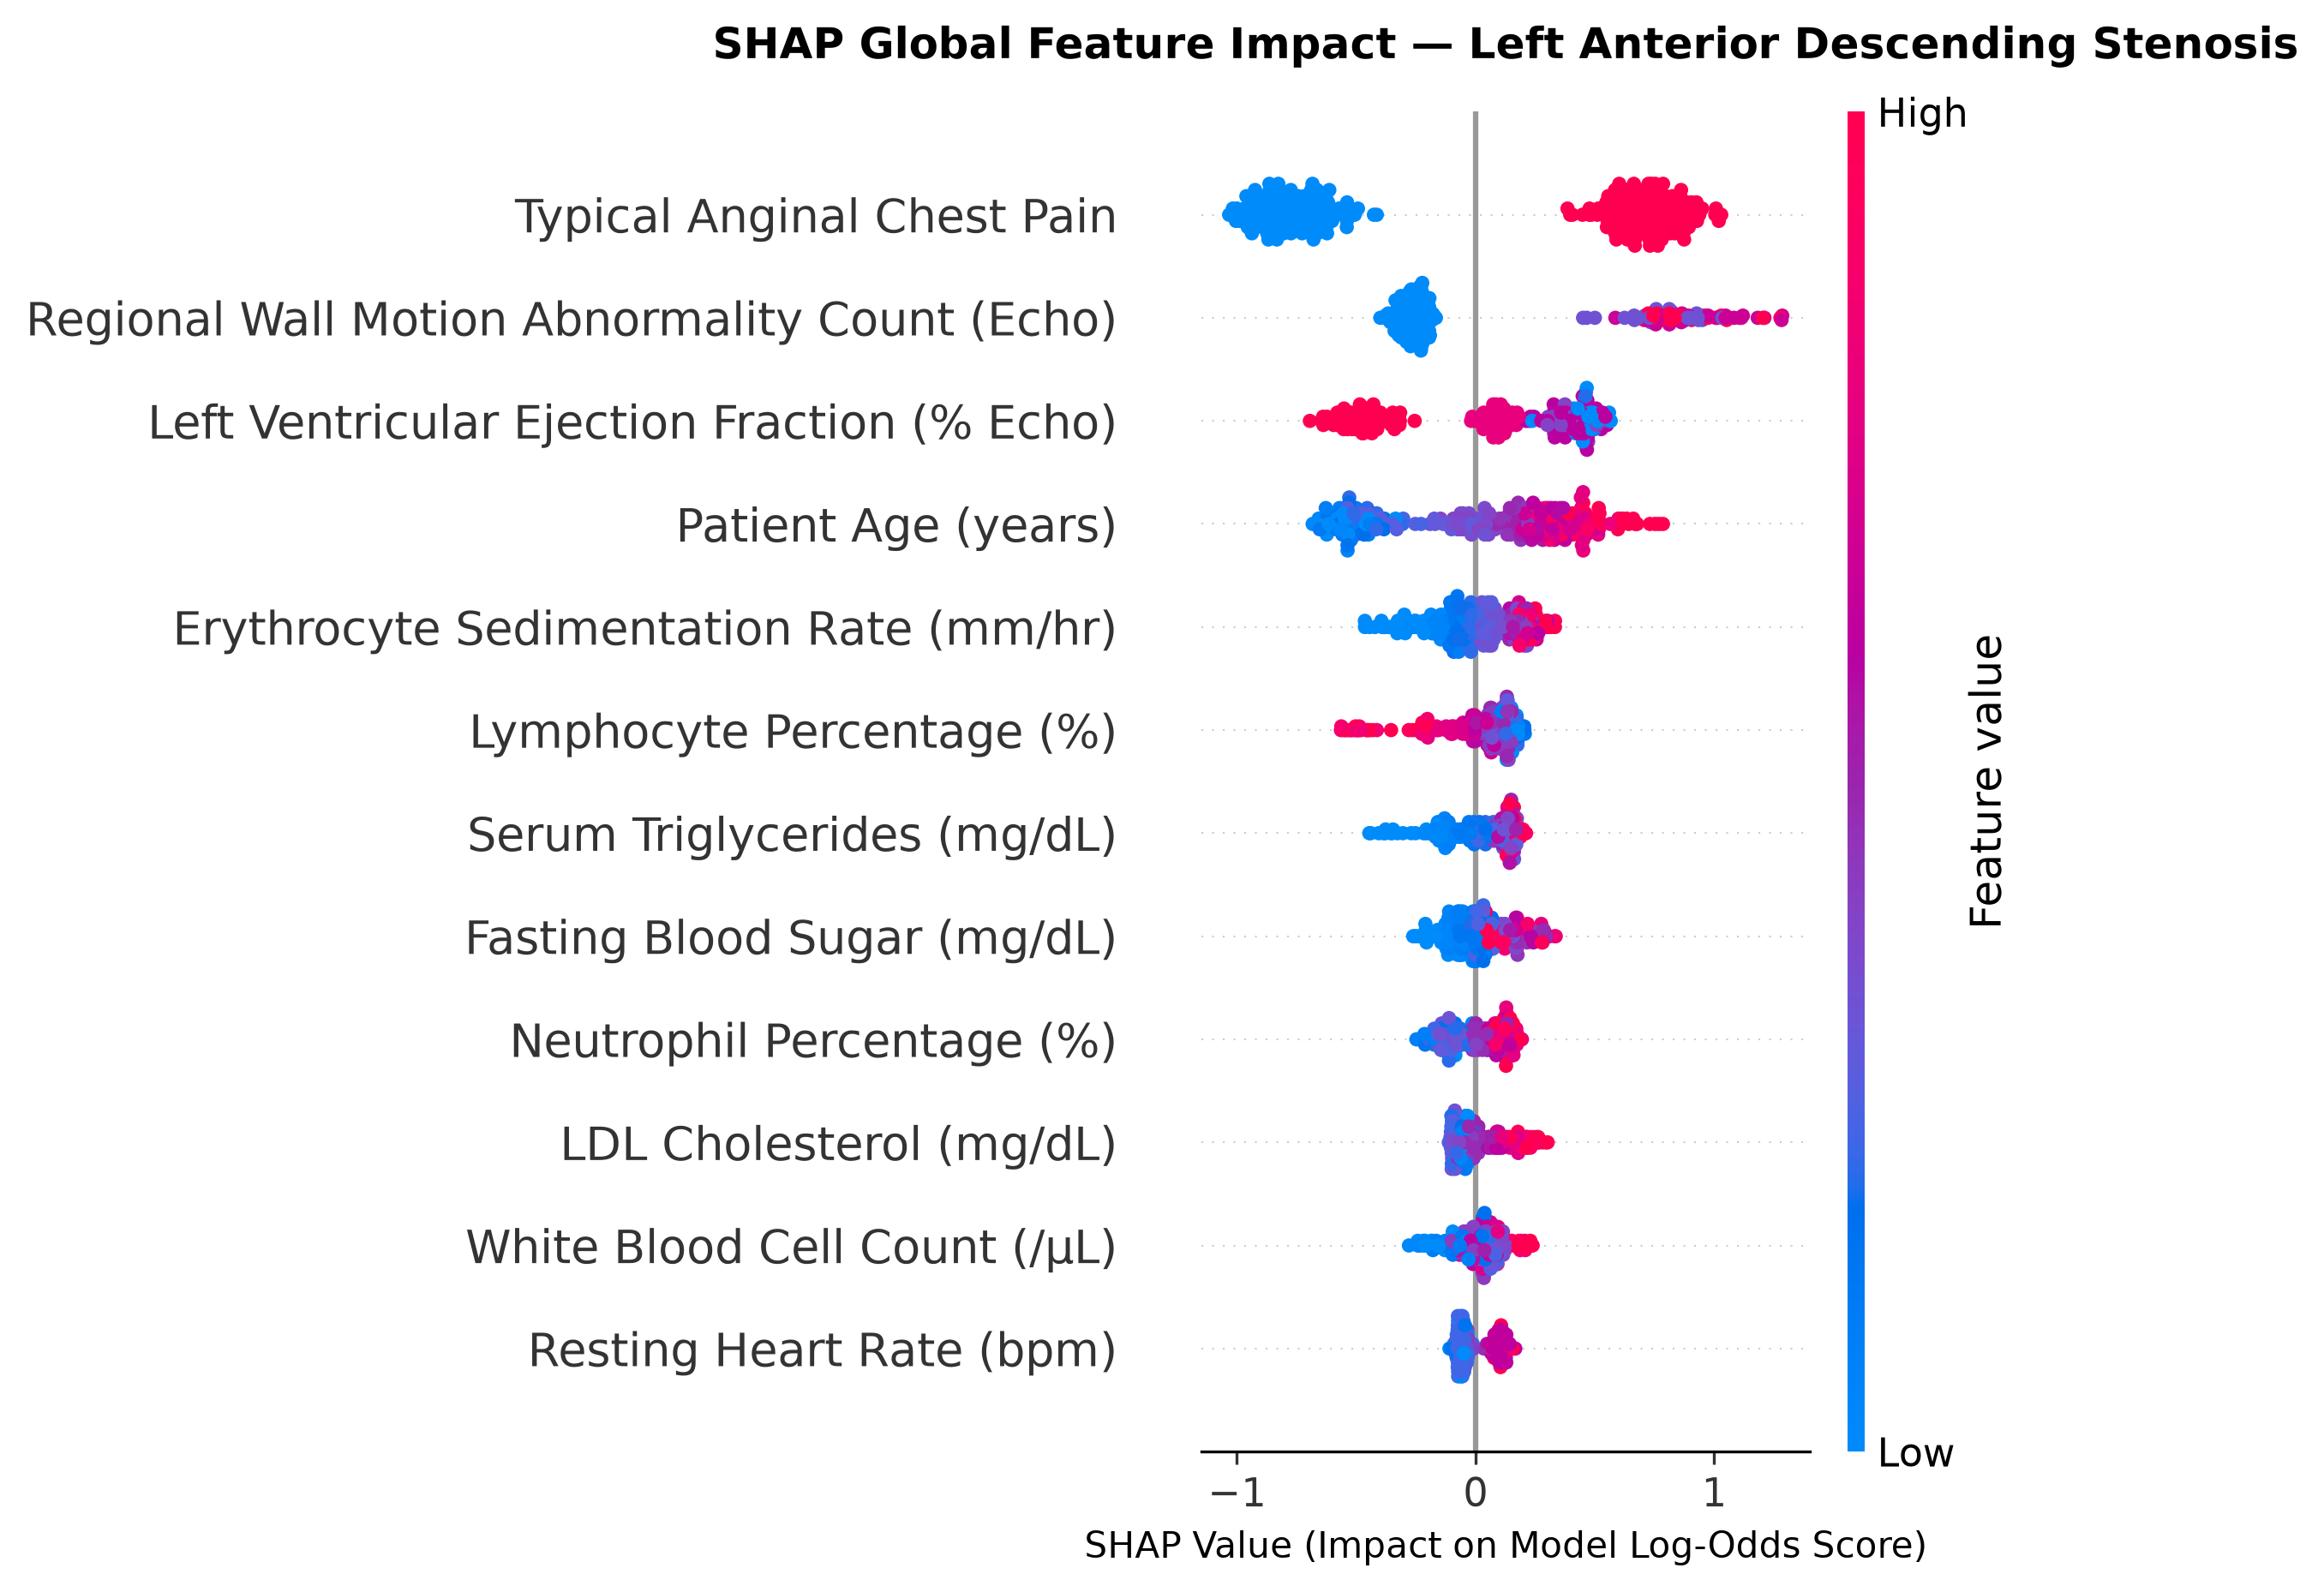 SHAP Global Feature Impact — Left Anterior Descending Stenosis
High
Typical Anginal Chest Pain
Regional Wall Motion Abnormality Count (Echo)
Left Ventricular Ejection Fraction (% Echo)
Patient Age (years)
Erythrocyte Sedimentation Rate (mm/hr)
Lymphocyte Percentage (%)
Serum Triglycerides (mg/dL)
Fasting Blood Sugar (mg/dL)
Neutrophil Percentage (%)
LDL Cholesterol (mg/dL)
White Blood Cell Count (/μL)
Resting Heart Rate (bpm)
Feature value
Low
−1 0 1
SHAP Value (Impact on Model Log-Odds Score)